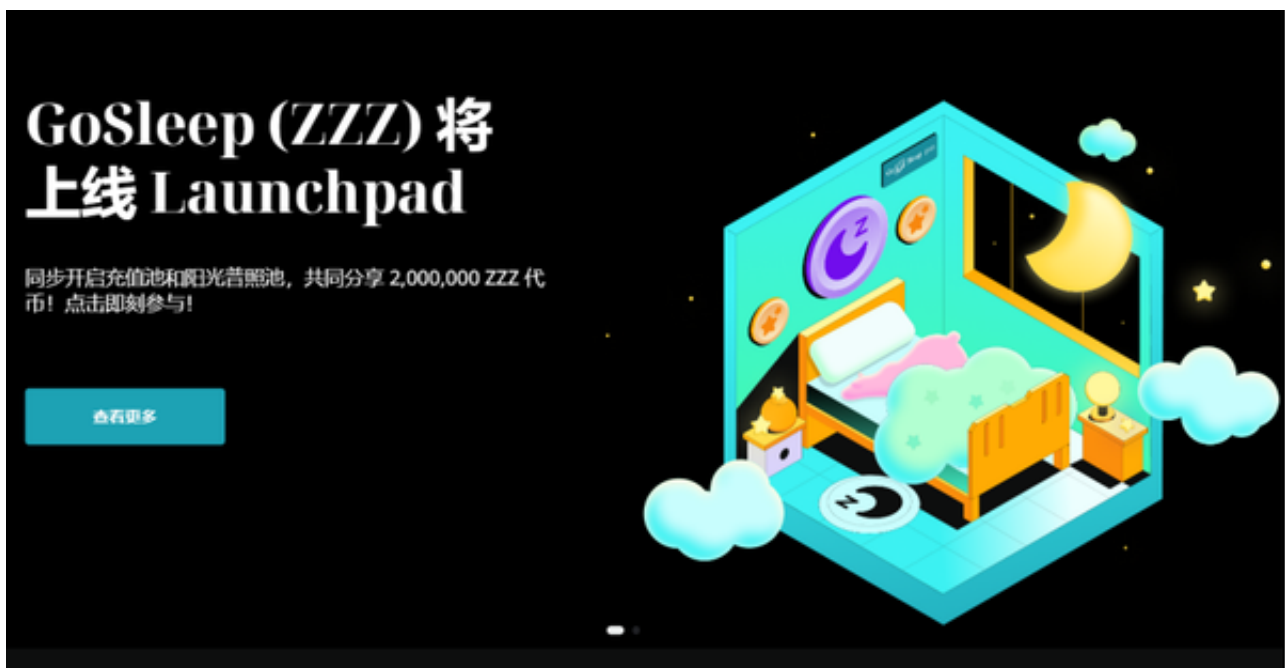 GoSleep (ZZZ) 将
上线 Launchpad
同步开启充值池和阳光普照池，共同分享 2,000,000 ZZZ 代
币！点击即刻参与！
查看更多